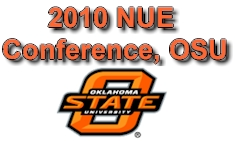 2010 NUE
Conference, OSU
OKLAHOMA
STATE
UNIVERSITY